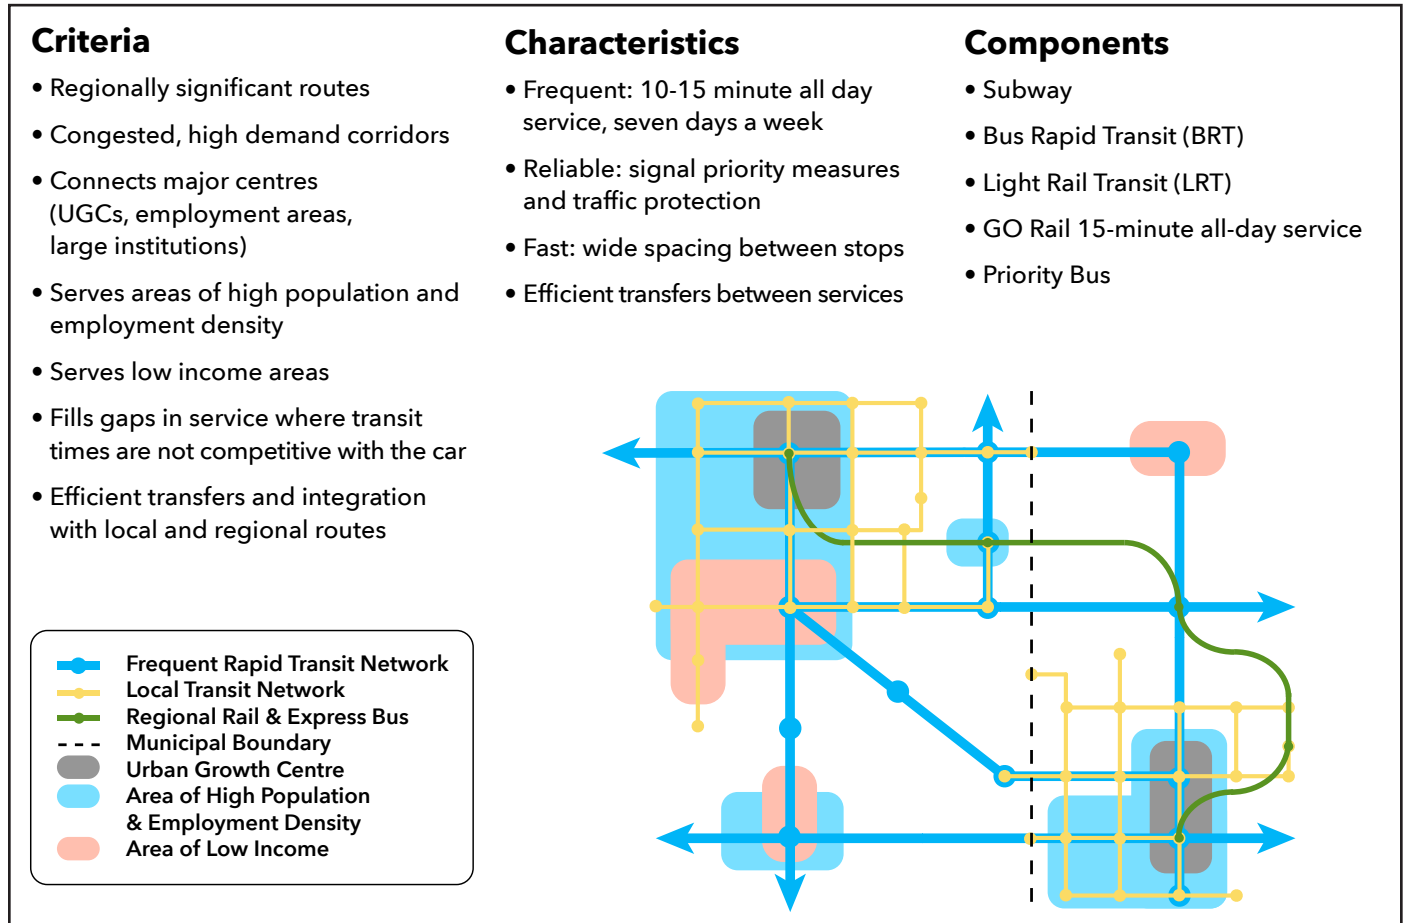 Criteria
• Regionally significant routes
• Congested, high demand corridors
• Connects major centres
(UGCs, employment areas,
large institutions)
• Serves areas of high population and
employment density
• Serves low income areas
• Fills gaps in service where transit
times are not competitive with the car
• Efficient transfers and integration
with local and regional routes
Characteristics
• Frequent: 10-15 minute all day
service, seven days a week
• Reliable: signal priority measures
and traffic protection
• Fast: wide spacing between stops
• Efficient transfers between services
Components
• Subway
• Bus Rapid Transit (BRT)
• Light Rail Transit (LRT)
• GO Rail 15-minute all-day service
• Priority Bus
Frequent Rapid Transit Network
Local Transit Network
Regional Rail & Express Bus
Municipal Boundary
Urban Growth Centre
Area of High Population
& Employment Density
Area of Low Income